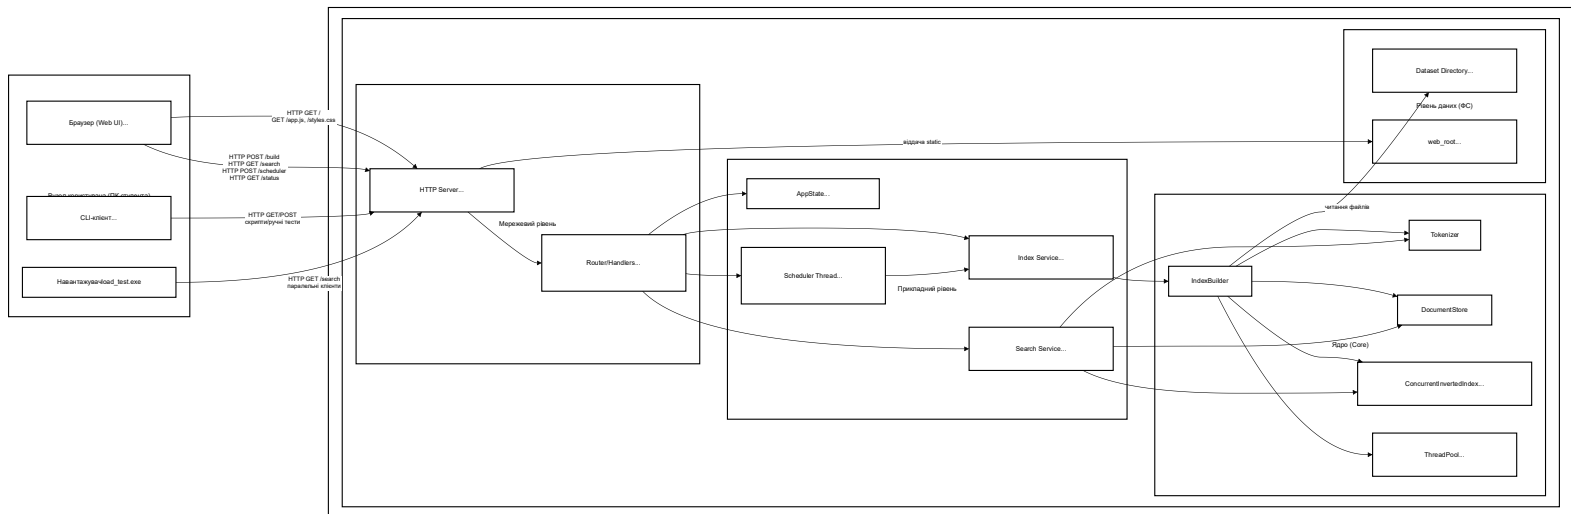 Браузер (Web UI)...
CLI-клієнт...
Навантажувач/load_test.exe
HTTP GET /
GET /app.js, /styles.css
HTTP POST /build
HTTP GET /search
HTTP POST /scheduler
HTTP GET /status
HTTP GET/POST
скрипти/ручні тести
HTTP GET /search
паралельні клієнти
HTTP Server...
Мережевий рівень
Router/Handlers...
віддача static
AppState...
Scheduler Thread...
Index Service...
Прикладний рівень
Search Service...
Dataset Directory...
Рівень даних (ФС)
web_root...
читання файлів
Tokenizer
IndexBuilder
DocumentStore
Ядро (Core)
ConcurrentInvertedIndex...
ThreadPool...